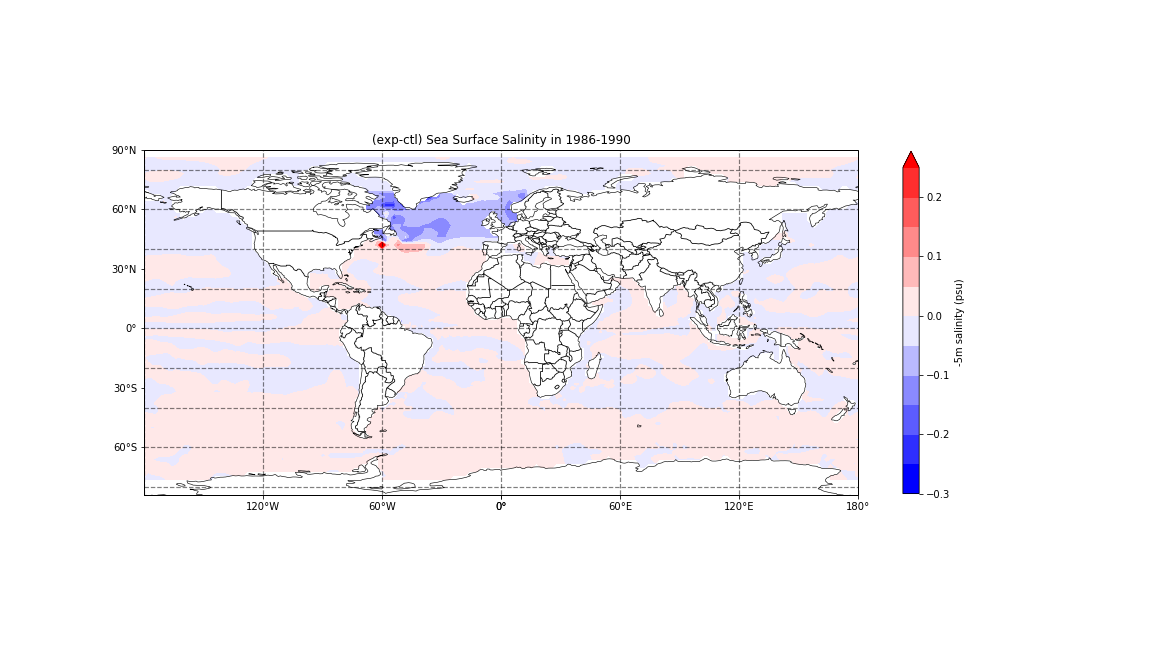 (exp-ctl) Sea Surface Salinity in 1986-1990
90°N
60°N
30°N
0°
30°S
60°S
120°W
60°W
0°
60°E
120°E
180°
0.2
0.1
0.0
−0.1
−0.2
−0.3
-5m salinity (psu)